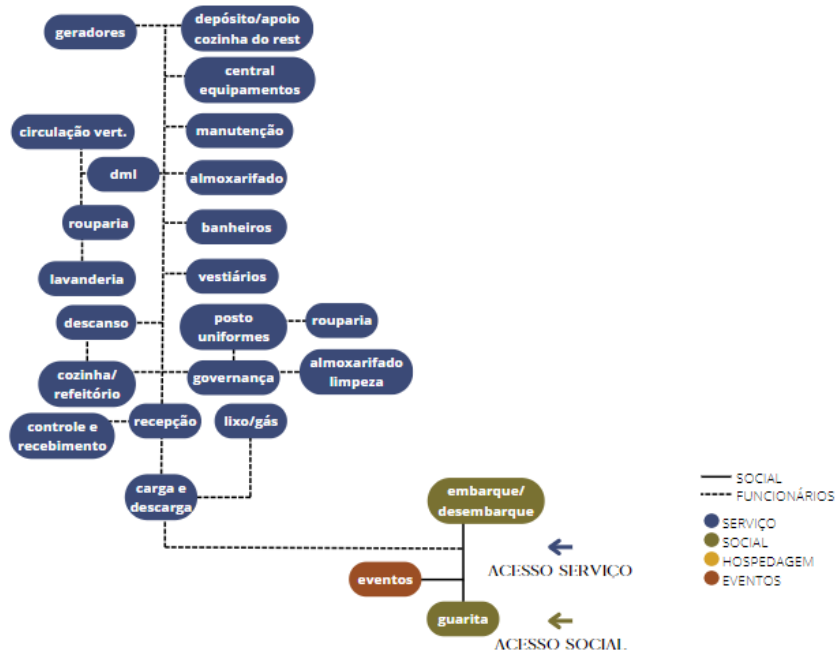 geradores
depósito/apoio
cozinha do rest
central
equipamentos
circulação vert.
manutenção
dml
almoxarifado
rouparia
banheiros
lavanderia
vestiários
descanso
posto
uniformes
rouparia
cozinha/
refeitório
governança
almoxarifado
limpeza
controle e
recebimento
recepção
lixo/gás
carga e
descarga
embarque/
desembarque
eventos
guarita
ACESSO SERVIÇO
ACESSO SOCIAL
SOCIAL
FUNCIONÁRIOS
SERVIÇO
SOCIAL
HOSPEDAGEM
EVENTOS